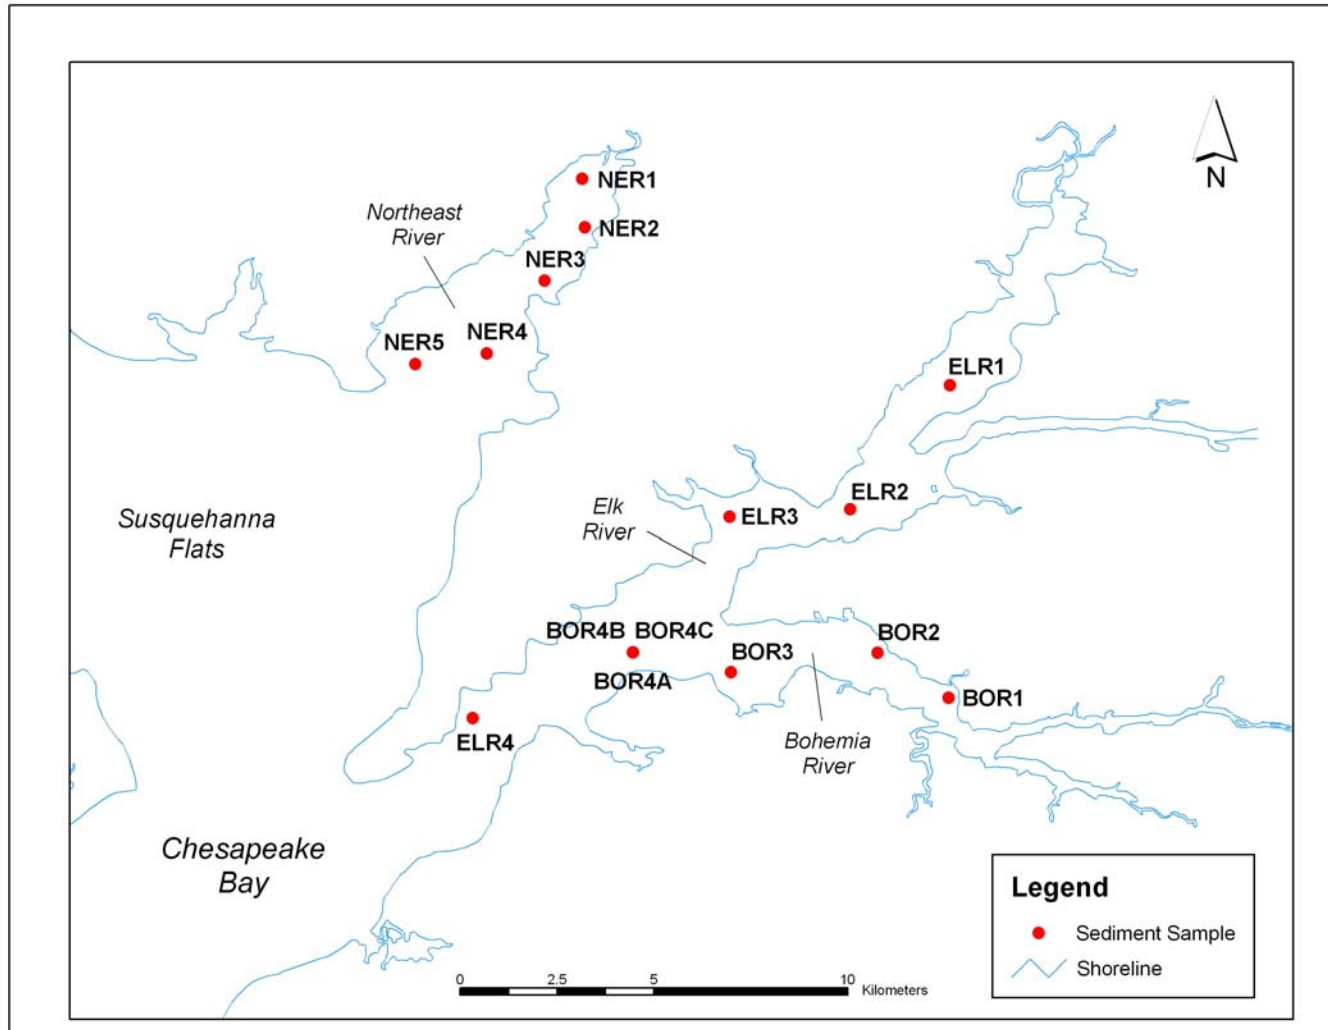 N
NER1
Northeast
River
NER2
NER3
NER4
NER5
ELR1
ELR2
Elk
River
ELR3
Susquehanna
Flats
BOR4B BOR4C
BOR4A
BOR3
BOR2
BOR1
ELR4
Bohemia
River
Chesapeake
Bay
Legend
Sediment Sample
Shoreline
0 2.5 5 10
Kilometers